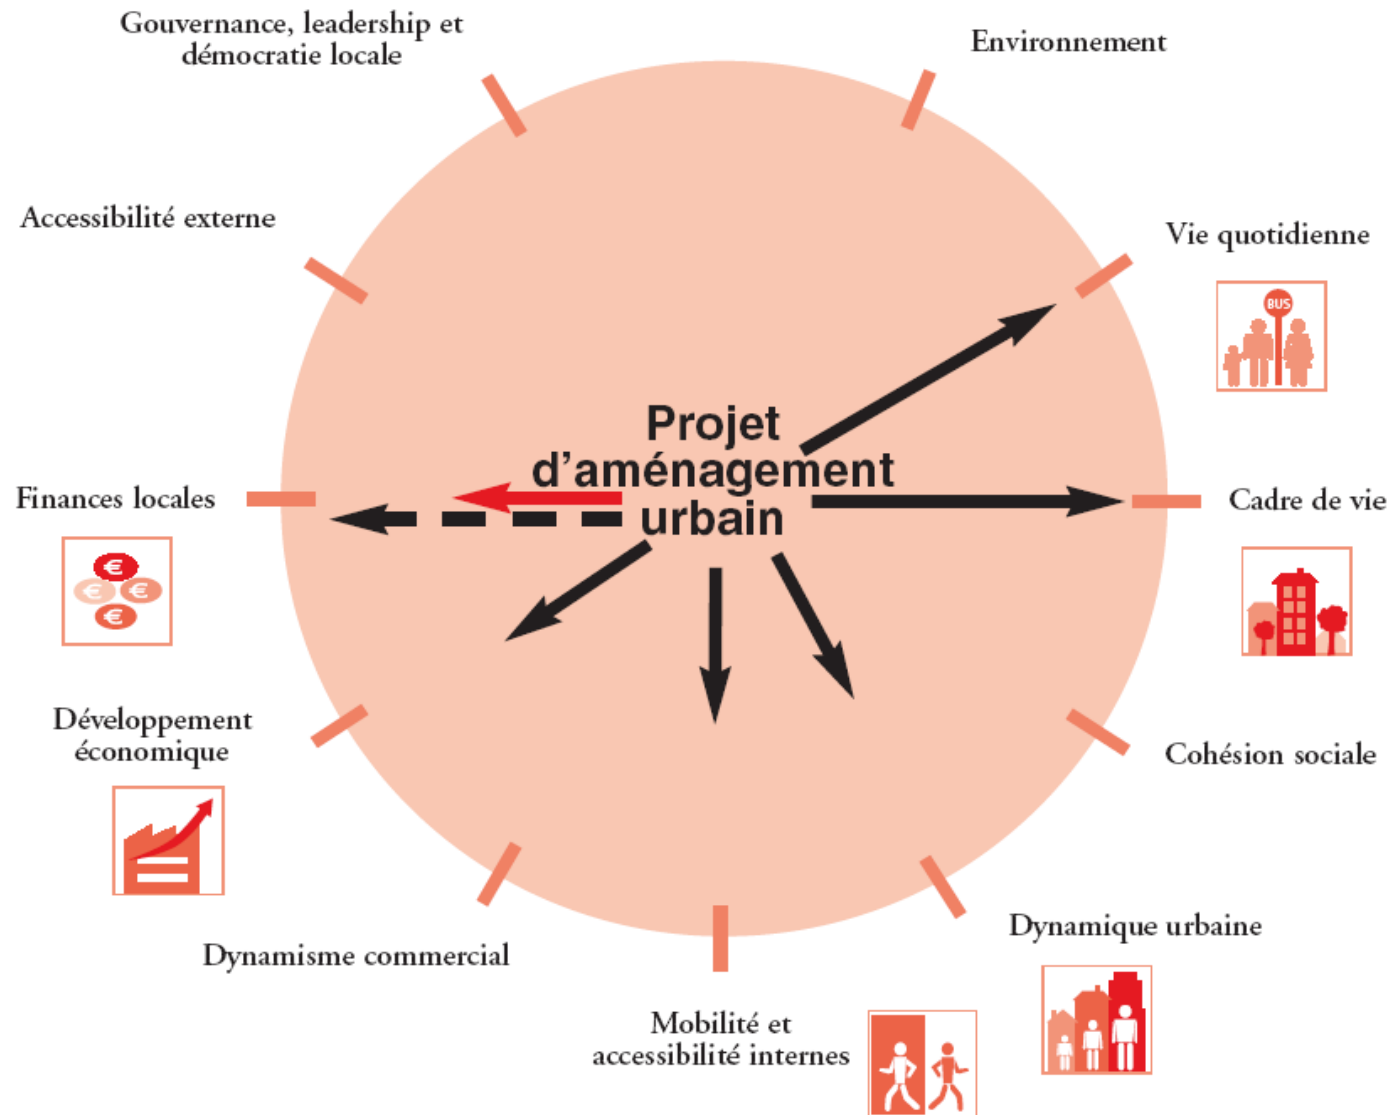 Gouvernance, leadership et
démocratie locale
Environnement
Accessibilité externe
Vie quotidienne
BUS
Projet
d'aménagement
urbain
Finances locales
Cadre de vie
€
€ €
€
Développement
économique
Cohésion sociale
Dynamique urbaine
Dynamisme commercial
Mobilité et
accessibilité internes